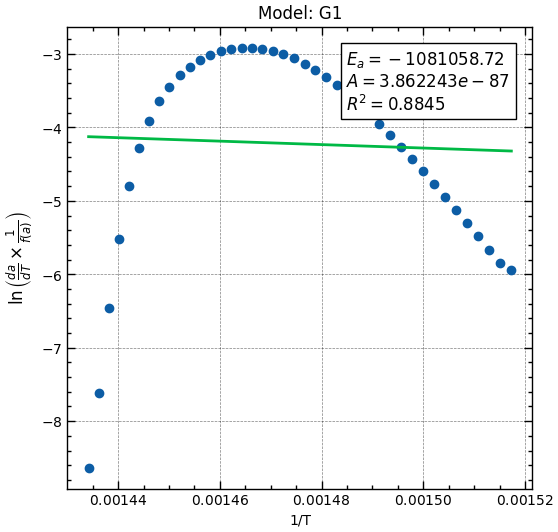 Model: G1
E_a = −1081058.72
A = 3.862243e − 87
R^2 = 0.8845
ln(da/dT × 1/f(a))
−3
−4
−5
−6
−7
−8
0.00144 0.00146 0.00148 0.00150 0.00152
1/T